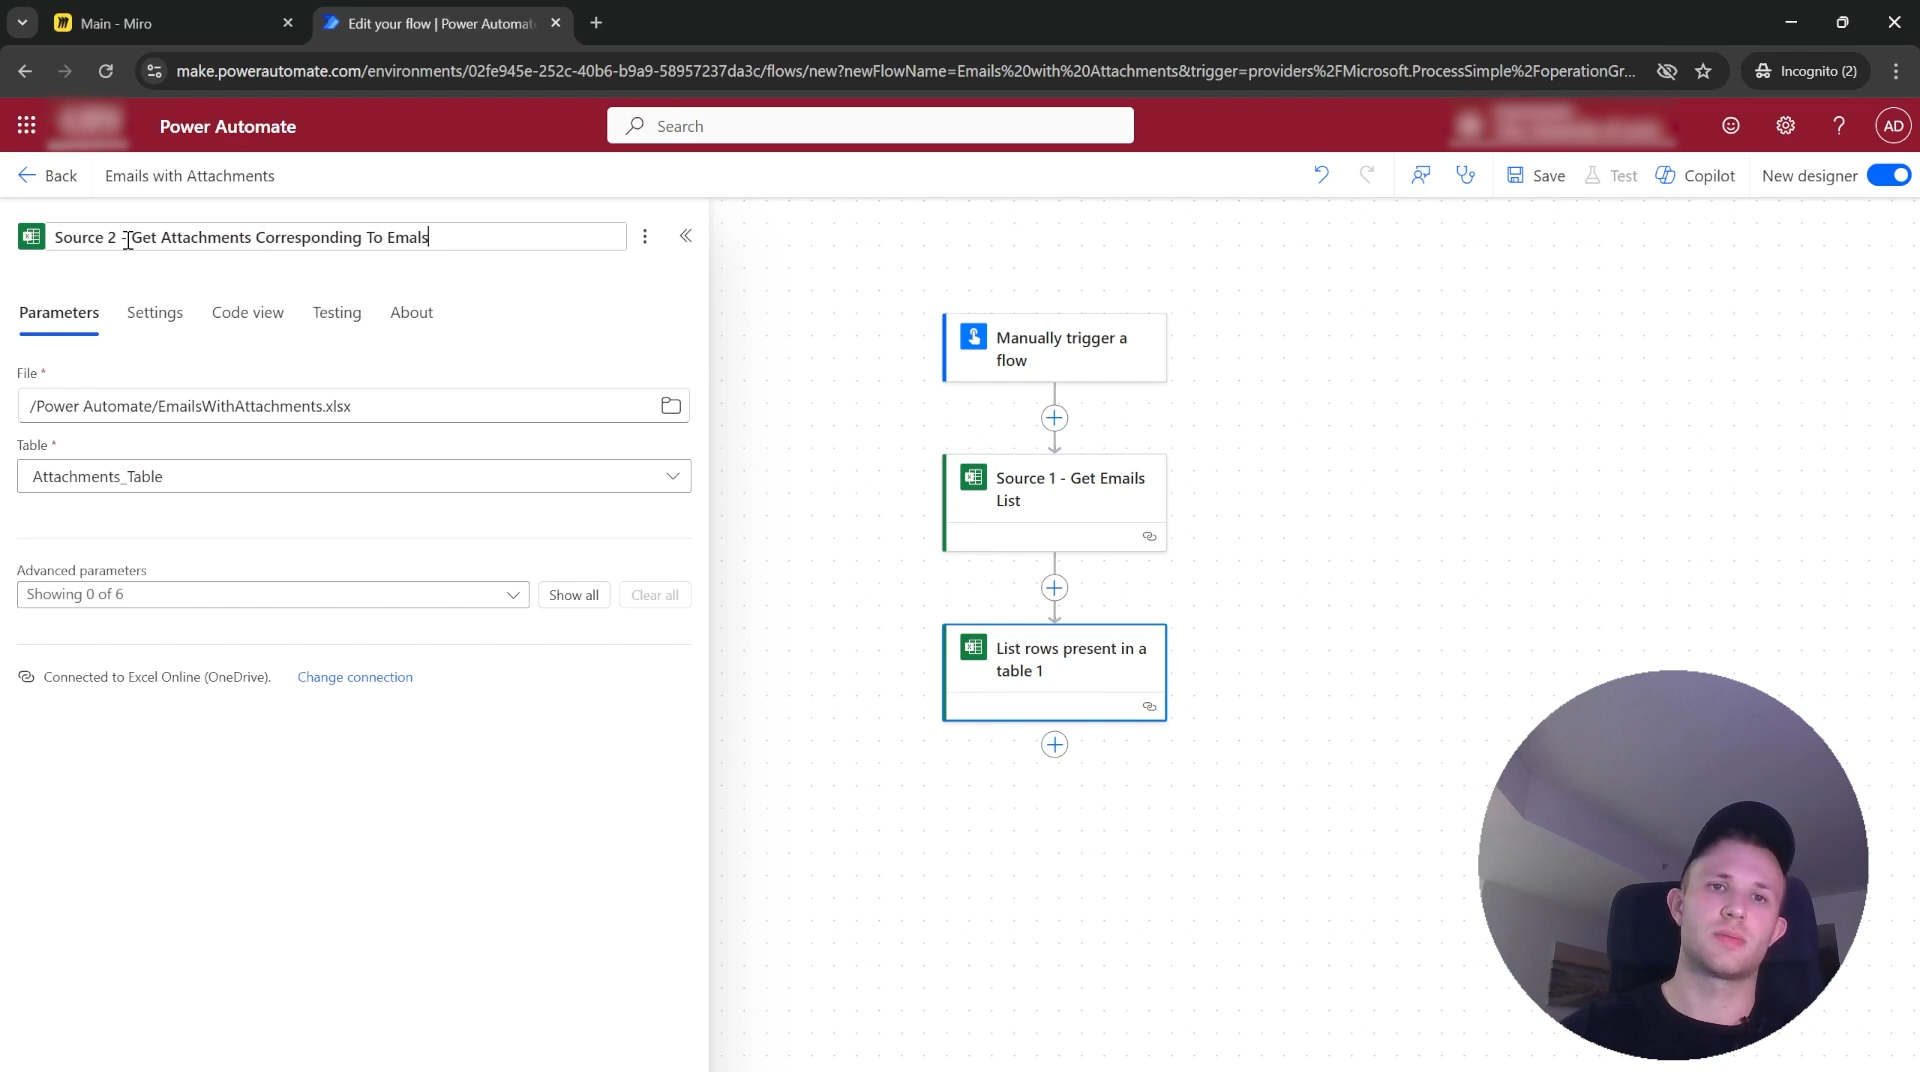 Main - Miro
Edit your flow | Power Automat
make.powerautomate.com/environments/02fe945e-252c-40b6-b9a9-58957237da3c/flows/new?newFlowName=Emails%20with%20Attachments&trigger=providers%2FMicrosoft.ProcessSimple%2FoperationGr...
Incognito (2)
Power Automate
Search
AD
Back
Emails with Attachments
Save
Test
Copilot
New designer
Source 2 - Get Attachments Corresponding To Emals
Parameters
Settings
Code view
Testing
About
File *
/Power Automate/EmailsWithAttachments.xlsx
Table *
Attachments_Table
Advanced parameters
Showing 0 of 6
Show all
Clear all
Connected to Excel Online (OneDrive).
Change connection
Manually trigger a
flow
Source 1 - Get Emails
List
List rows present in a
table 1